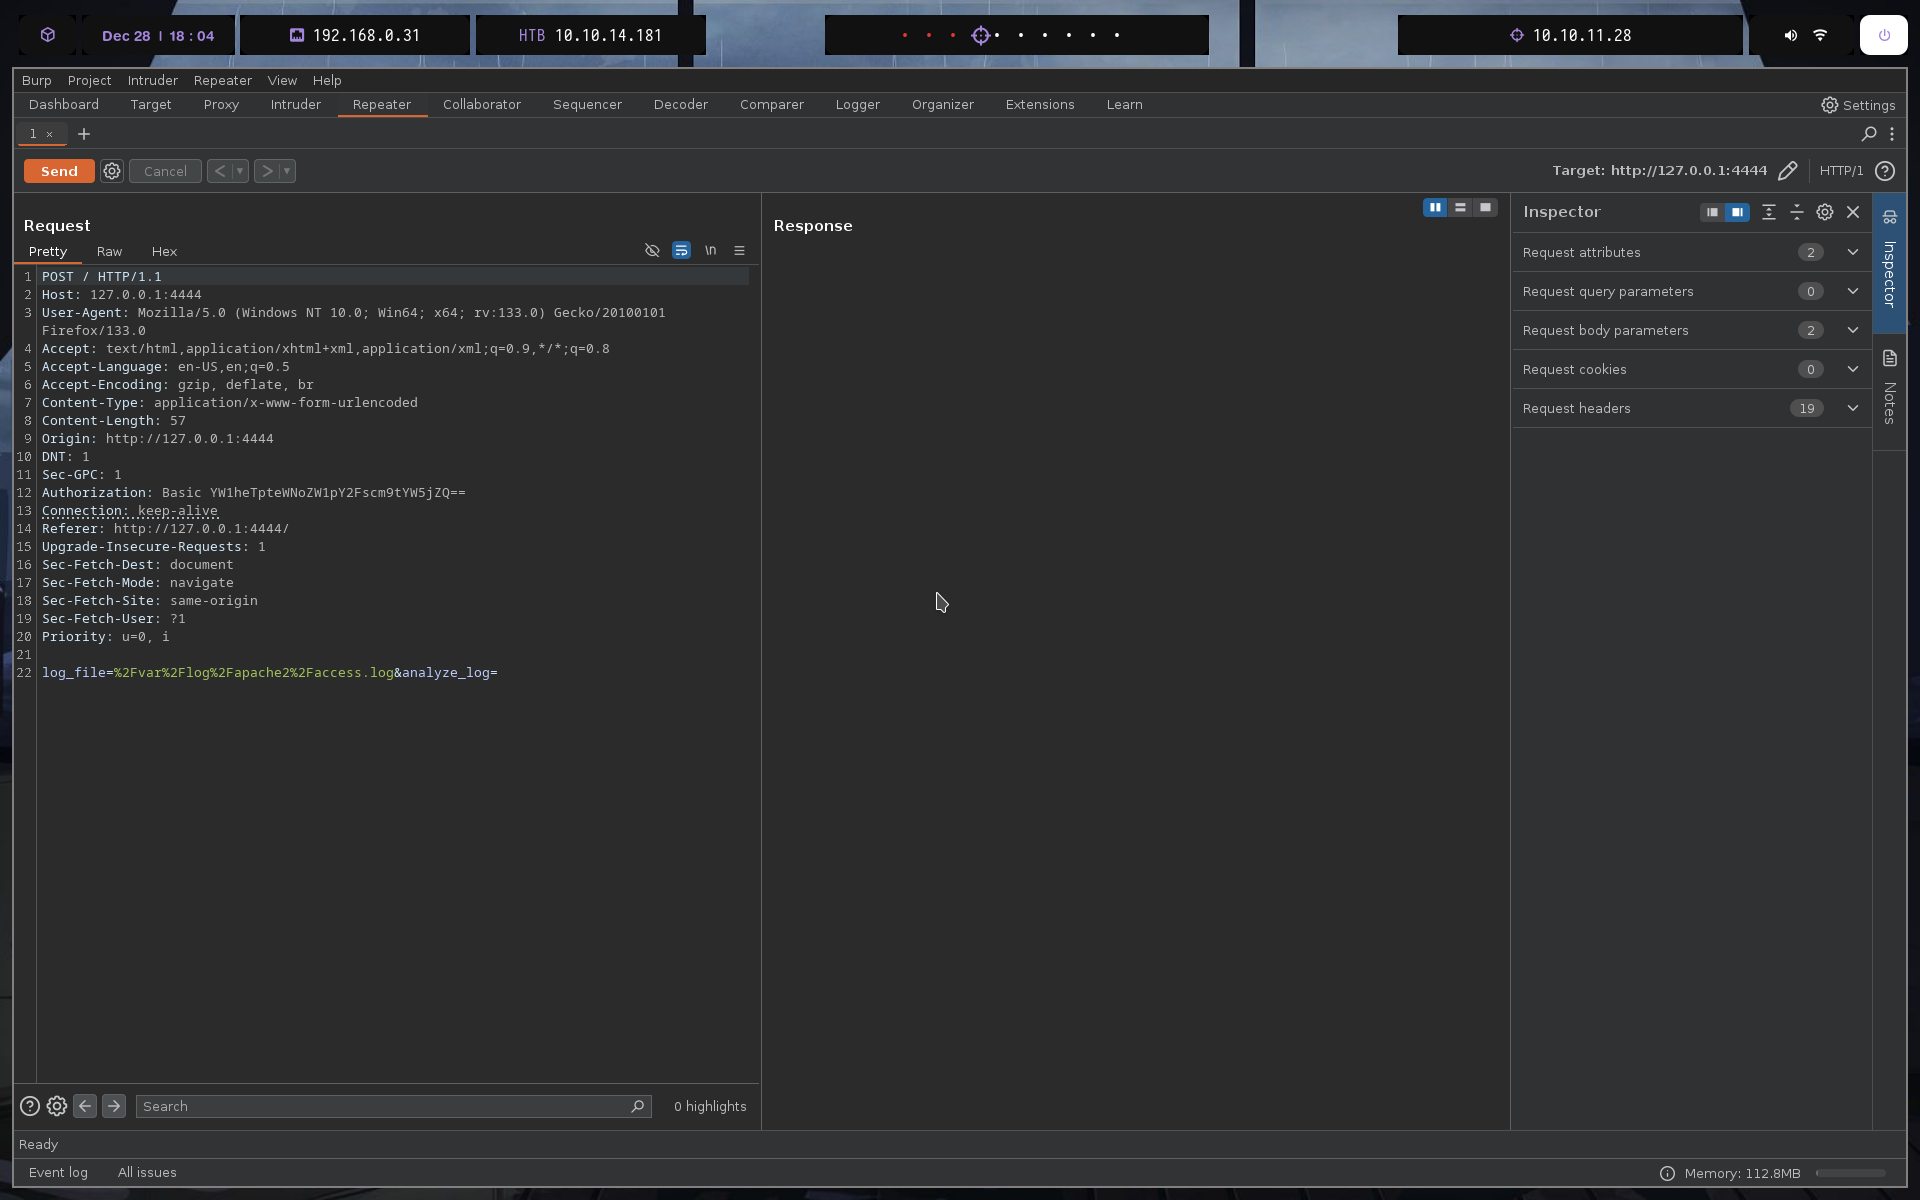 Dec 28 | 18 : 04
192.168.0.31
HTB 10.10.14.181
10.10.11.28
Burp Project Intruder Repeater View Help
Dashboard Target Proxy Intruder Repeater Collaborator Sequencer Decoder Comparer Logger Organizer Extensions Learn
Settings
1 × +
Send Cancel < >
Target: http://127.0.0.1:4444 HTTP/1
Request
Pretty Raw Hex
\n
1 POST / HTTP/1.1
2 Host: 127.0.0.1:4444
3 User-Agent: Mozilla/5.0 (Windows NT 10.0; Win64; x64; rv:133.0) Gecko/20100101
Firefox/133.0
4 Accept: text/html,application/xhtml+xml,application/xml;q=0.9,*/*;q=0.8
5 Accept-Language: en-US,en;q=0.5
6 Accept-Encoding: gzip, deflate, br
7 Content-Type: application/x-www-form-urlencoded
8 Content-Length: 57
9 Origin: http://127.0.0.1:4444
10 DNT: 1
11 Sec-GPC: 1
12 Authorization: Basic YW1heTpteWNoZW1pY2Fscm9tYW5jZQ==
13 Connection: keep-alive
14 Referer: http://127.0.0.1:4444/
15 Upgrade-Insecure-Requests: 1
16 Sec-Fetch-Dest: document
17 Sec-Fetch-Mode: navigate
18 Sec-Fetch-Site: same-origin
19 Sec-Fetch-User: ?1
20 Priority: u=0, i
21
22 log_file=%2Fvar%2Flog%2Fapache2%2Faccess.log&analyze_log=
Search
0 highlights
Response
Inspector
Request attributes 2
Request query parameters 0
Request body parameters 2
Request cookies 0
Request headers 19
Inspector
Notes
Ready
Event log All issues
Memory: 112.8MB